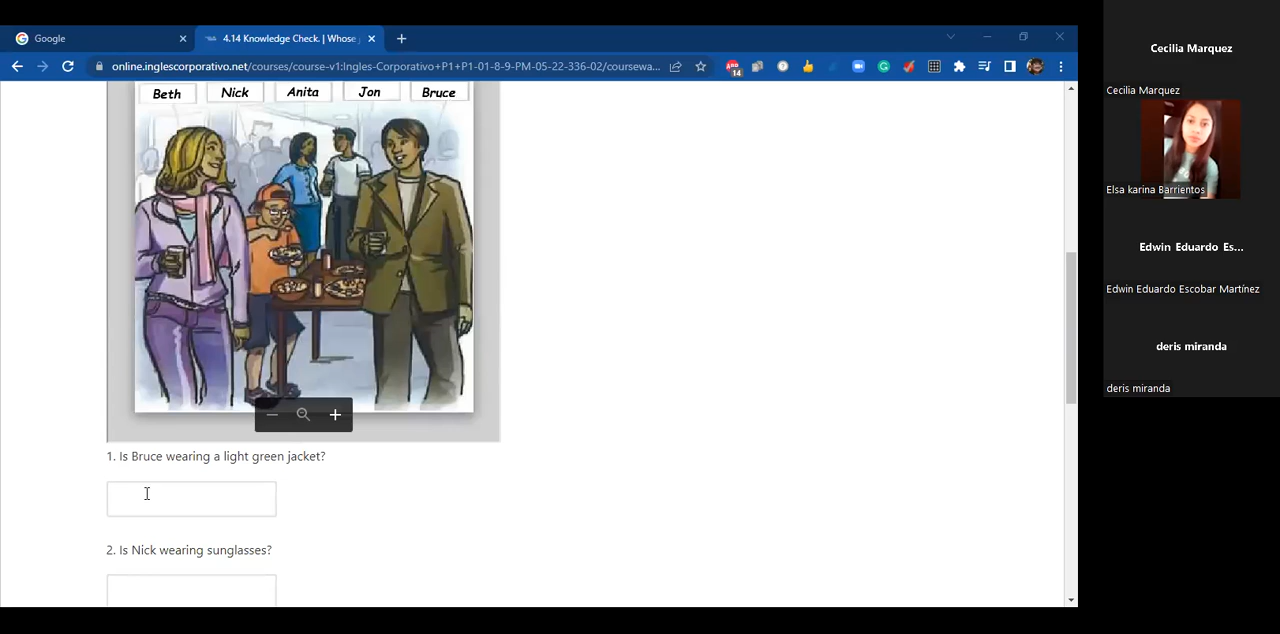 Google
4.14 Knowledge Check. | Whose
online.inglescorporativo.net/courses/course-v1:Ingles-Corporativo+P1+P1-01-8-9-PM-05-22-336-02/coursewa...
14
Beth Nick Anita Jon Bruce
1. Is Bruce wearing a light green jacket?
2. Is Nick wearing sunglasses?
Cecilia Marquez
Cecilia Marquez
Elsa karina Barrientos
Edwin Eduardo Es...
Edwin Eduardo Escobar Martínez
deris miranda
deris miranda